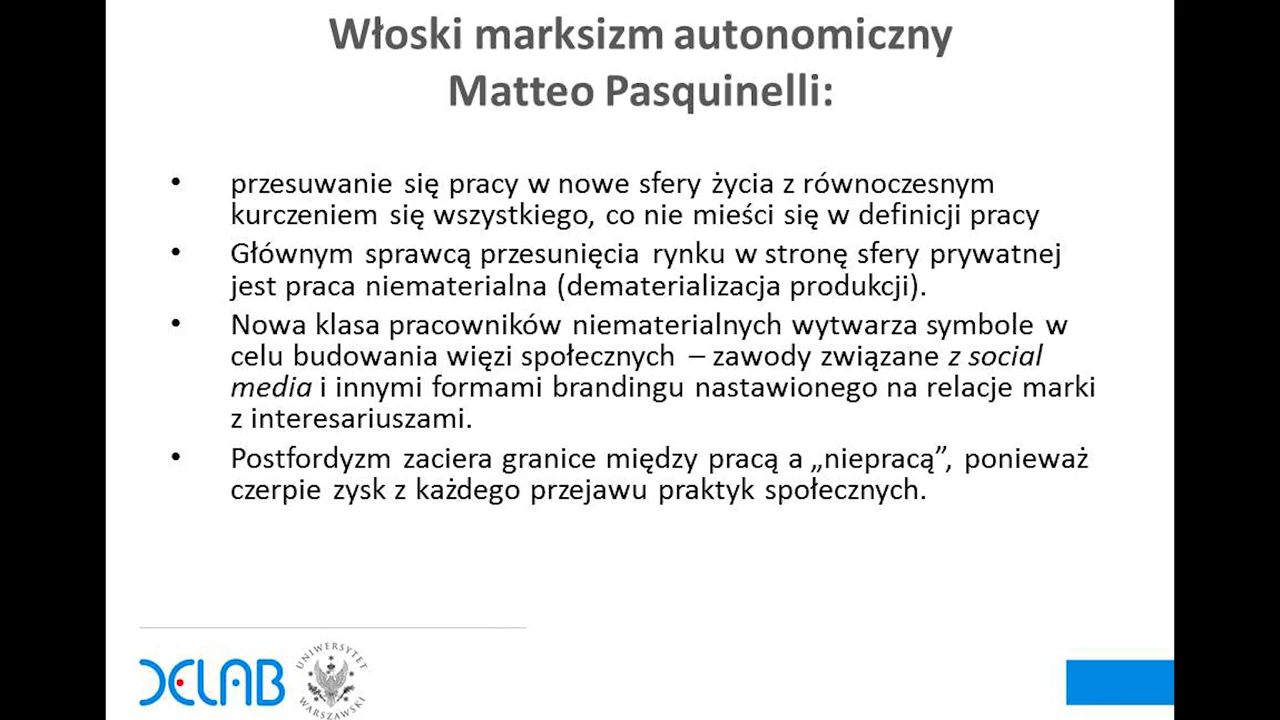 Włoski marksizm autonomiczny
Matteo Pasquinelli:
• przesuwanie się pracy w nowe sfery życia z równoczesnym
kurczeniem się wszystkiego, co nie mieści się w definicji pracy
• Głównym sprawcą przesunięcia rynku w stronę sfery prywatnej
jest praca niematerialna (dematerializacja produkcji).
• Nowa klasa pracowników niematerialnych wytwarza symbole w
celu budowania więzi społecznych – zawody związane z social
media i innymi formami brandingu nastawionego na relacje marki
z interesariuszami.
• Postfordyzm zaciera granice między pracą a „niepracą”, ponieważ
czerpie zysk z każdego przejawu praktyk społecznych.
DELAB
UNIWERSYTET
WARSZAWSKI